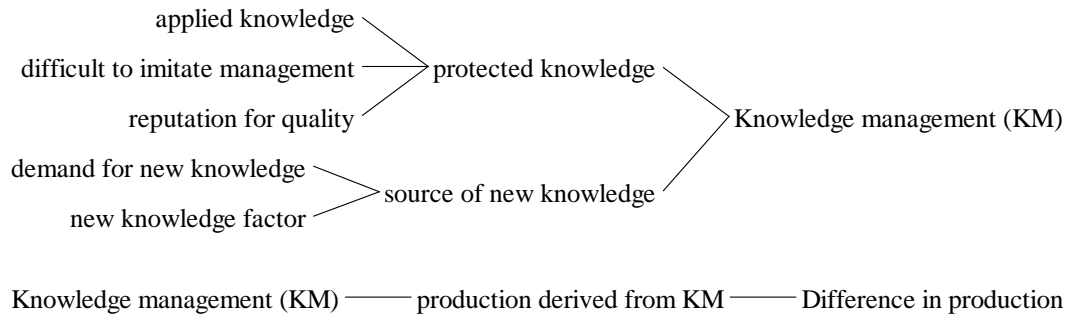 applied knowledge
difficult to imitate management
protected knowledge
reputation for quality
Knowledge management (KM)
demand for new knowledge
source of new knowledge
new knowledge factor
Knowledge management (KM) production derived from KM Difference in production